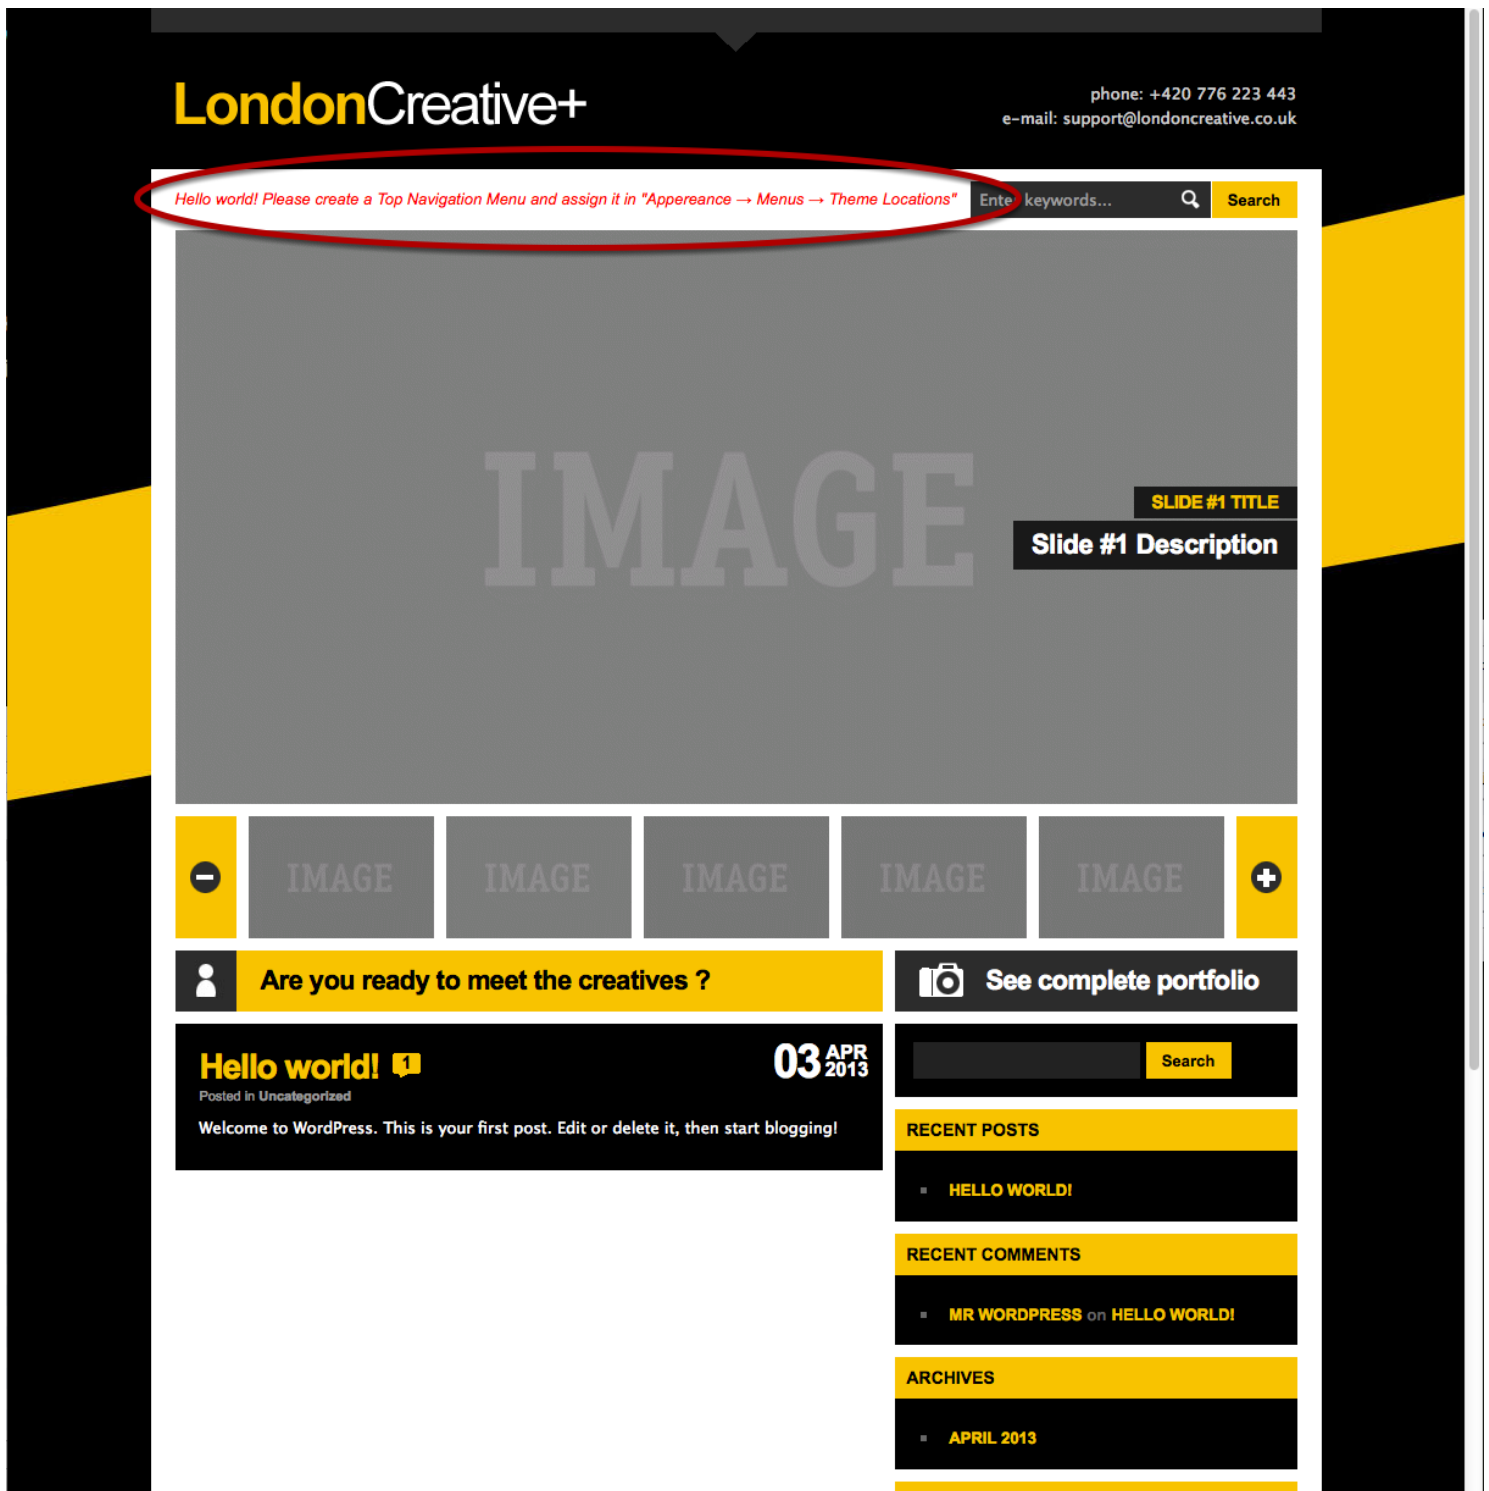 LondonCreative+
phone: +420 776 223 443
e-mail: support@londoncreative.co.uk
Hello world! Please create a Top Navigation Menu and assign it in "Appereance → Menus → Theme Locations"
Enter keywords...
Search
IMAGE
SLIDE #1 TITLE
Slide #1 Description
IMAGE IMAGE IMAGE IMAGE IMAGE
Are you ready to meet the creatives ?
See complete portfolio
Hello world! 1
03 APR 2013
Posted in Uncategorized
Welcome to WordPress. This is your first post. Edit or delete it, then start blogging!
Search
RECENT POSTS
HELLO WORLD!
RECENT COMMENTS
MR WORDPRESS on HELLO WORLD!
ARCHIVES
APRIL 2013